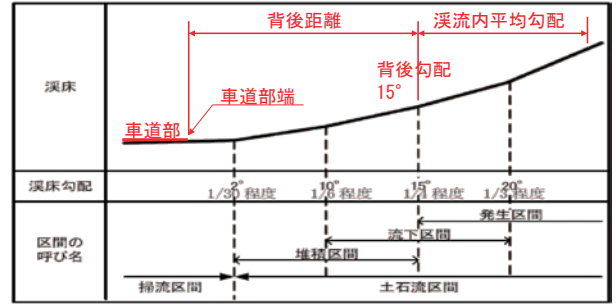 背後距離
渓流内平均勾配
渓床
背後勾配
15°
車道部端
車道部
渓床勾配
2°
10°
15°
20°
1/30 程度
1/6 程度
1/4 程度
1/3 程度
区間の
呼び名
発生区間
流下区間
堆積区間
掃流区間
土石流区間